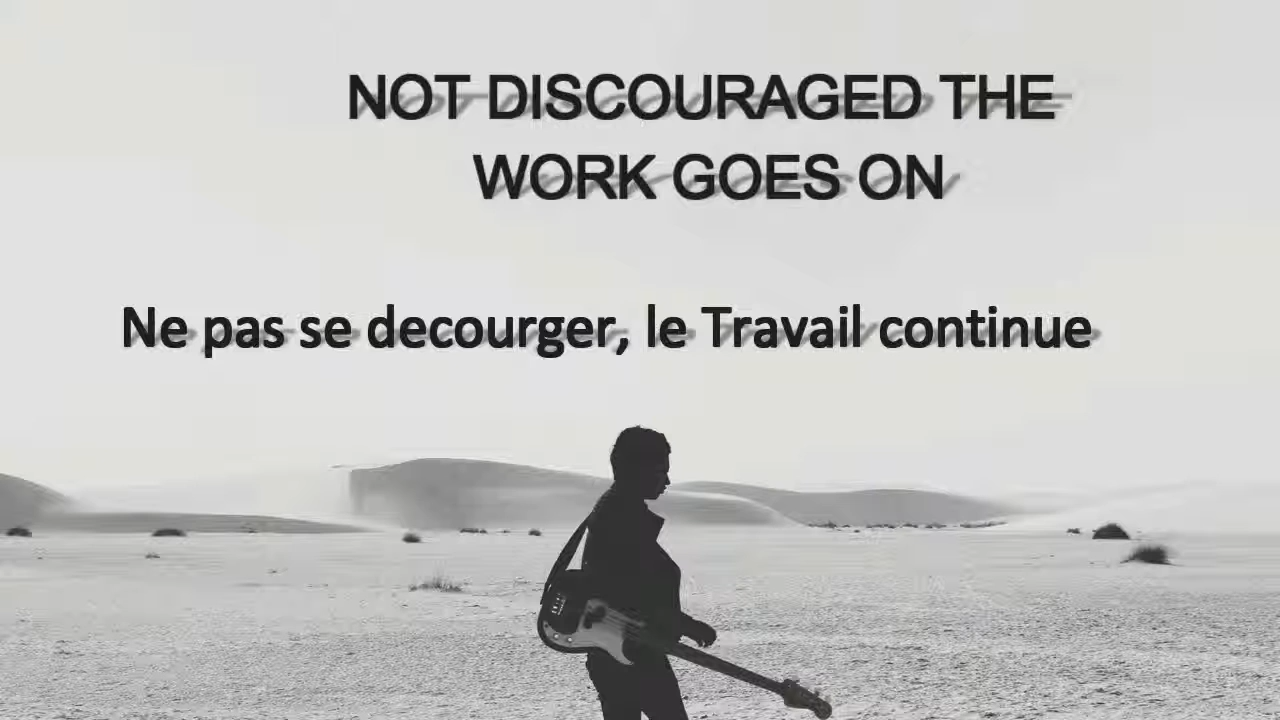 NOT DISCOURAGED THE
WORK GOES ON
Ne pas se decourger, le Travail continue